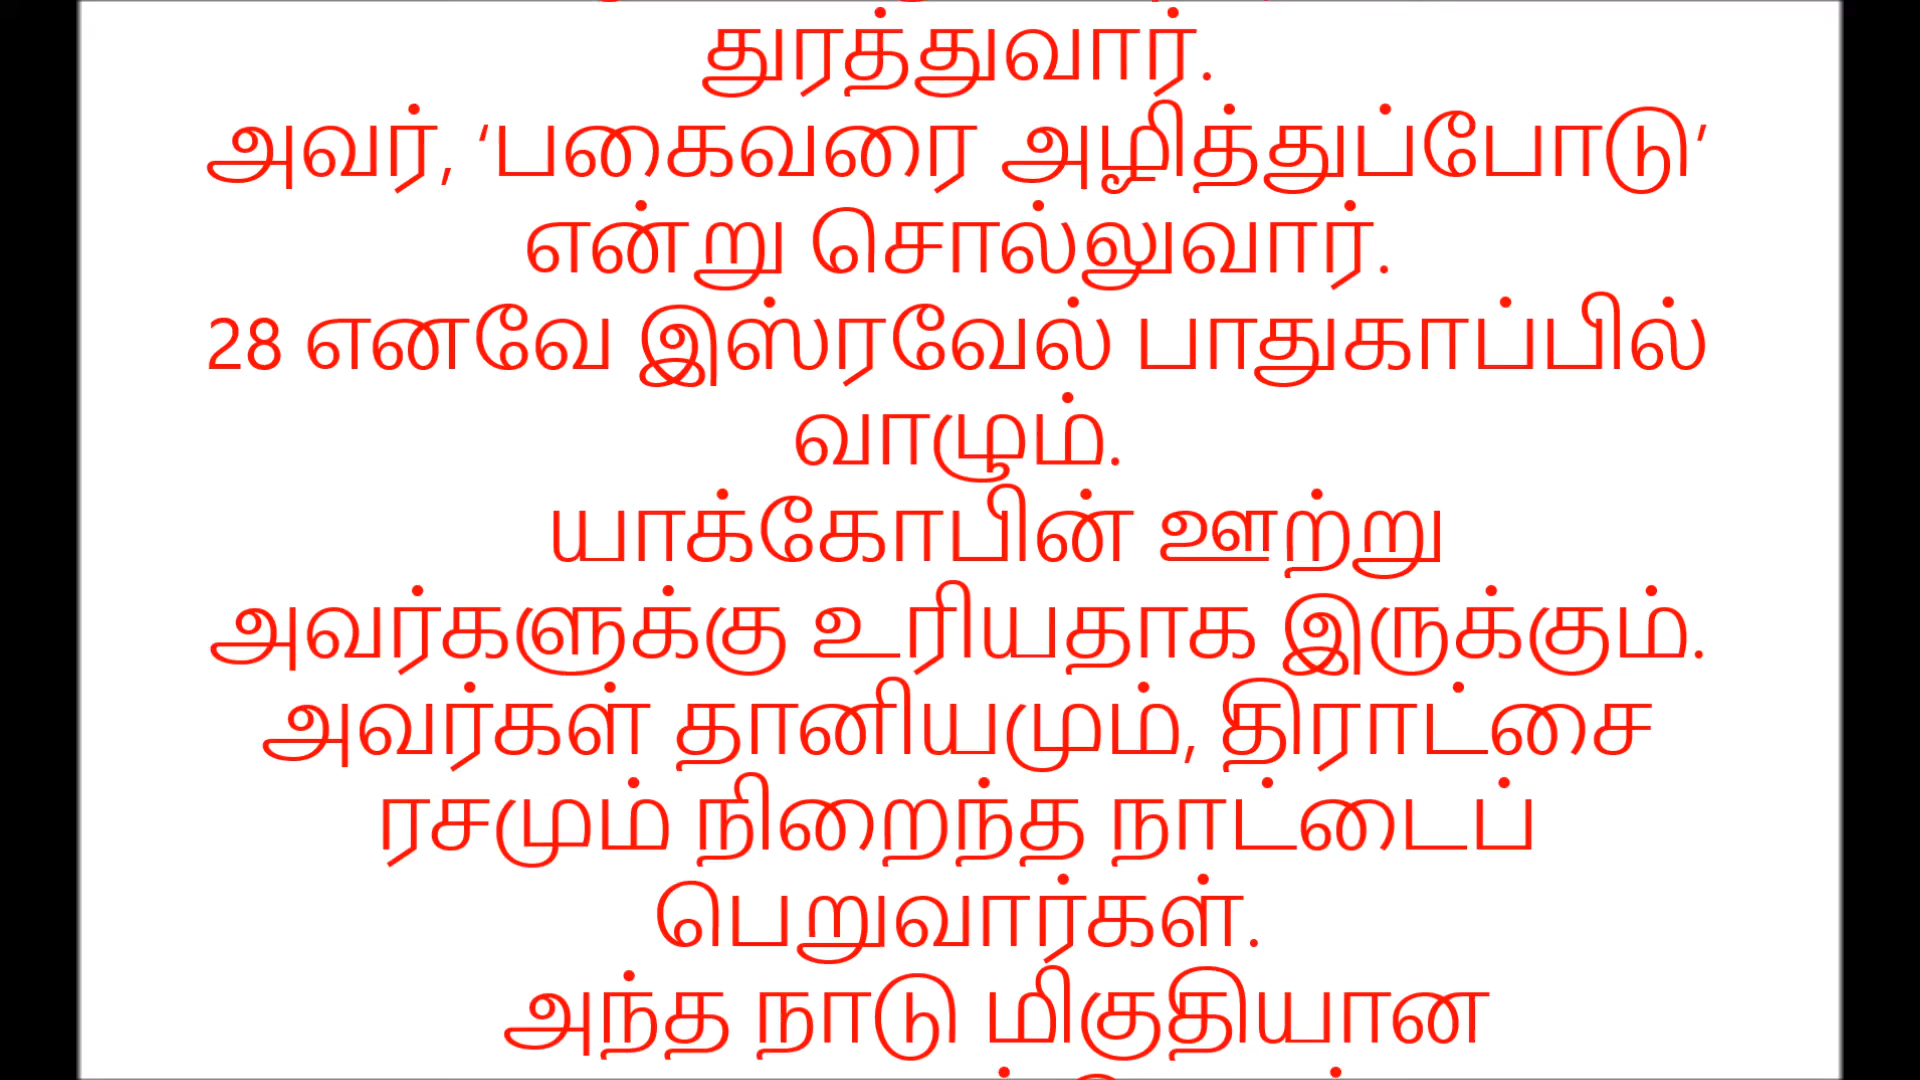 துரத்துவார்.
அவர், ‘பகைவரை அழித்துப்போடு’
என்று சொல்லுவார்.
28 எனவே இஸ்ரவேல் பாதுகாப்பில்
வாழும்.
யாக்கோபின் ஊற்று
அவர்களுக்கு உரியதாக இருக்கும்.
அவர்கள் தானியமும், திராட்சை
ரசமும் நிறைந்த நாட்டைப்
பெறுவார்கள்.
அந்த நாடு மிகுதியான